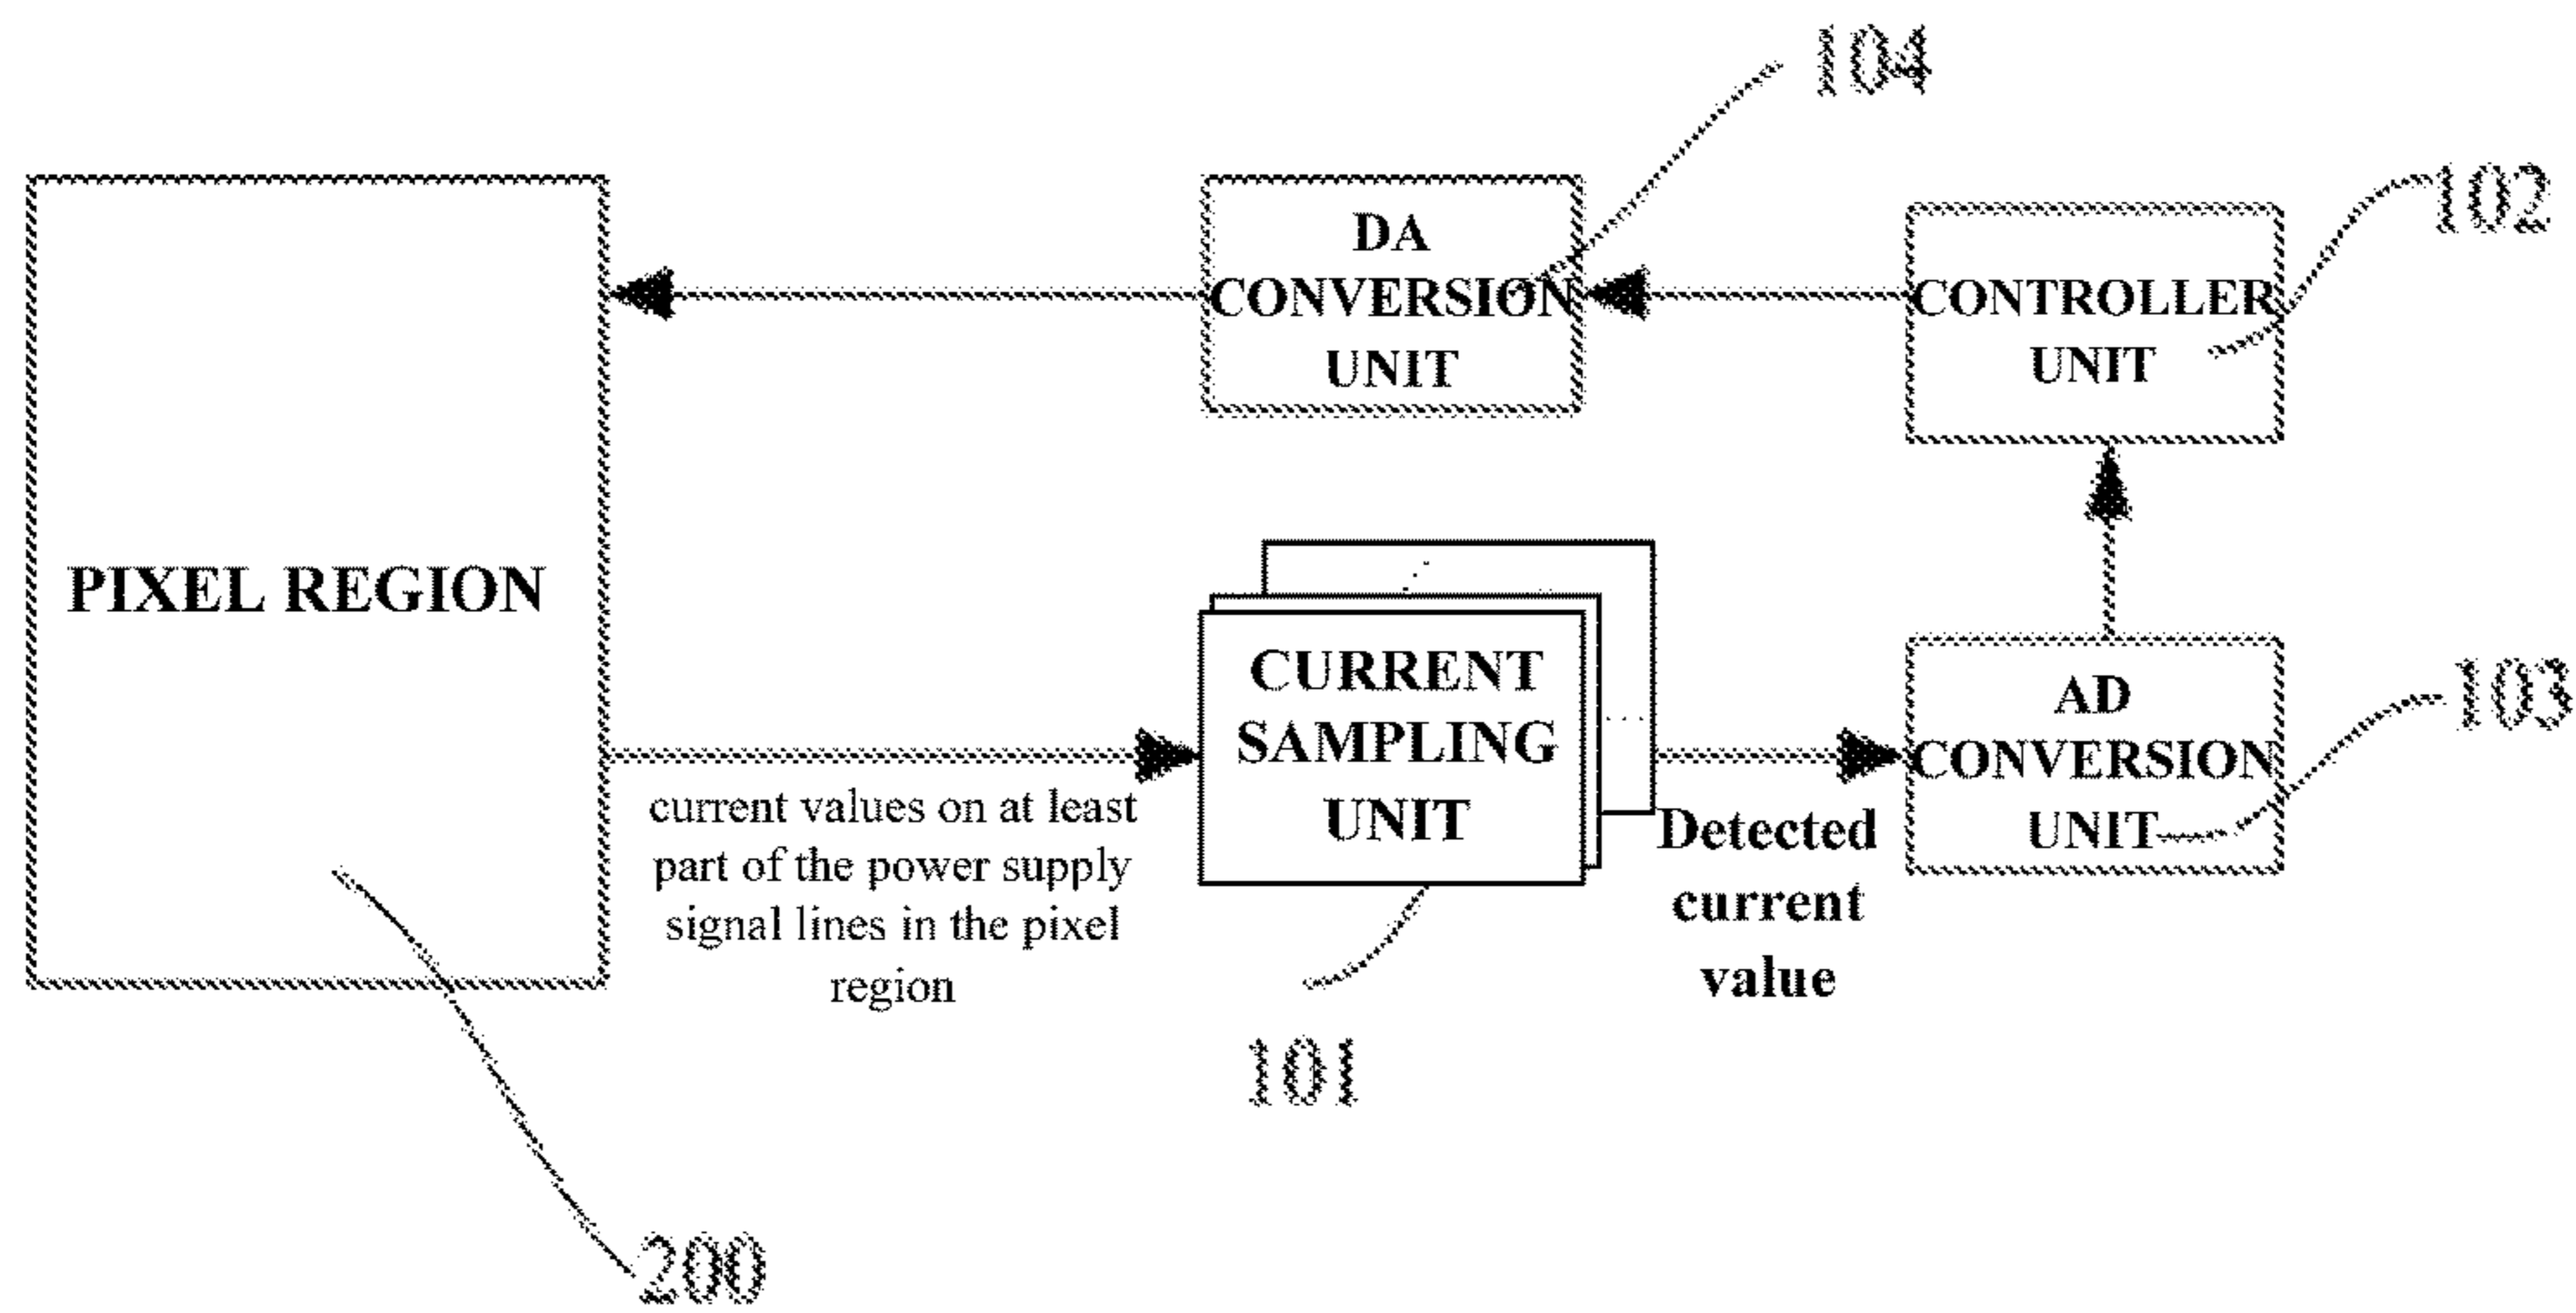 104
102
DA
CONVERSION
UNIT
CONTROLLER
UNIT
PIXEL REGION
CURRENT
SAMPLING
UNIT
AD
CONVERSION
UNIT
103
current values on at least
part of the power supply
signal lines in the pixel
region
Detected
current
value
101
200